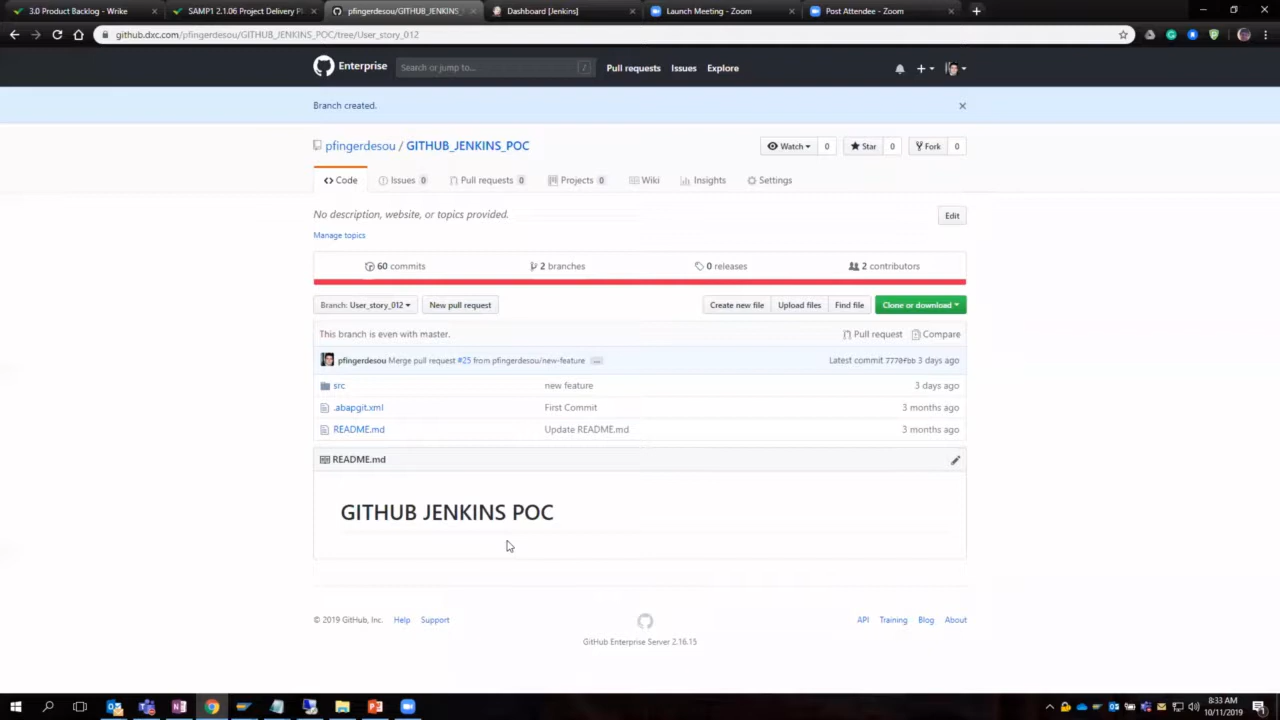 3.0 Product Backlog - Wrike
SAMP1 2.1.06 Project Delivery Pl
pfingerdesou/GITHUB_JENKINS_
Dashboard [Jenkins]
Launch Meeting - Zoom
Post Attendee - Zoom
github.dxc.com/pfingerdesou/GITHUB_JENKINS_POC/tree/User_story_012
Enterprise
Search or jump to...
/
Pull requests
Issues
Explore
Branch created.
pfingerdesou / GITHUB_JENKINS_POC
Watch 0
Star 0
Fork 0
Code
Issues 0
Pull requests 0
Projects 0
Wiki
Insights
Settings
No description, website, or topics provided.
Edit
Manage topics
60 commits
2 branches
0 releases
2 contributors
Branch: User_story_012
New pull request
Create new file
Upload files
Find file
Clone or download
This branch is even with master.
Pull request
Compare
pfingerdesou Merge pull request #25 from pfingerdesou/new-feature ...
Latest commit 7770fbb 3 days ago
src
new feature
3 days ago
.abapgit.xml
First Commit
3 months ago
README.md
Update README.md
3 months ago
README.md
GITHUB JENKINS POC
© 2019 GitHub, Inc.
Help
Support
API
Training
Blog
About
GitHub Enterprise Server 2.16.15
8:33 AM
10/11/2019